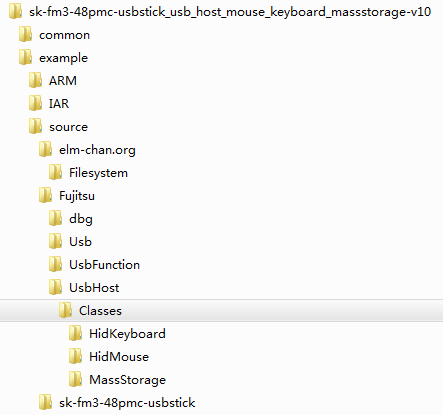 sk-fm3-48pmc-usbstick_usb_host_mouse_keyboard_massstorage-v10
common
example
ARM
IAR
source
elm-chan.org
Filesystem
Fujitsu
dbg
Usb
UsbFunction
UsbHost
Classes
HidKeyboard
HidMouse
MassStorage
sk-fm3-48pmc-usbstick